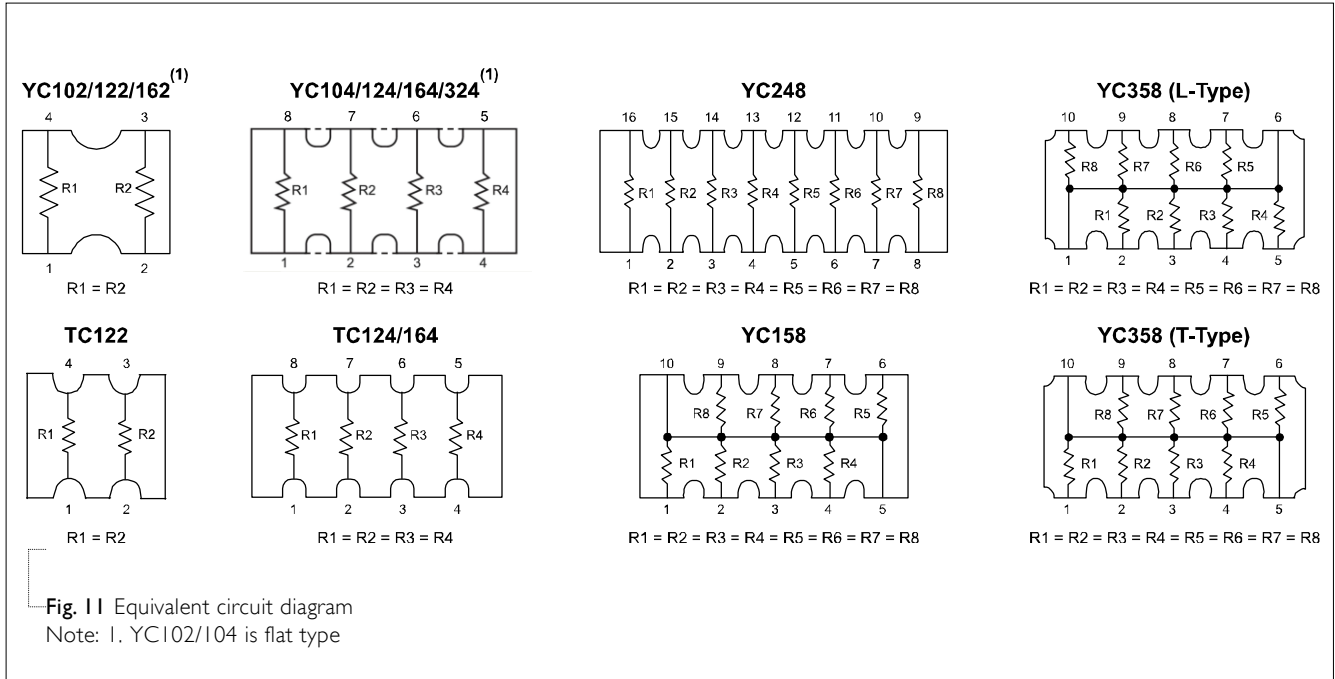 YC102/122/162(1)
4 3
R1 R2
1 2
R1 = R2
YC104/124/164/324(1)
8 7 6 5
R1 R2 R3 R4
1 2 3 4
R1 = R2 = R3 = R4
YC248
16 15 14 13 12 11 10 9
R1 R2 R3 R4 R5 R6 R7 R8
1 2 3 4 5 6 7 8
R1 = R2 = R3 = R4 = R5 = R6 = R7 = R8
YC358 (L-Type)
10 9 8 7 6
R8 R7 R6 R5
R1 R2 R3 R4
1 2 3 4 5
R1 = R2 = R3 = R4 = R5 = R6 = R7 = R8
TC122
4 3
R1 R2
1 2
R1 = R2
TC124/164
8 7 6 5
R1 R2 R3 R4
1 2 3 4
R1 = R2 = R3 = R4
YC158
10 9 8 7 6
R8 R7 R6 R5
R1 R2 R3 R4
1 2 3 4 5
R1 = R2 = R3 = R4 = R5 = R6 = R7 = R8
YC358 (T-Type)
10 9 8 7 6
R8 R7 R6 R5
R1 R2 R3 R4
1 2 3 4 5
R1 = R2 = R3 = R4 = R5 = R6 = R7 = R8
Fig. 11 Equivalent circuit diagram
Note: 1. YC102/104 is flat type